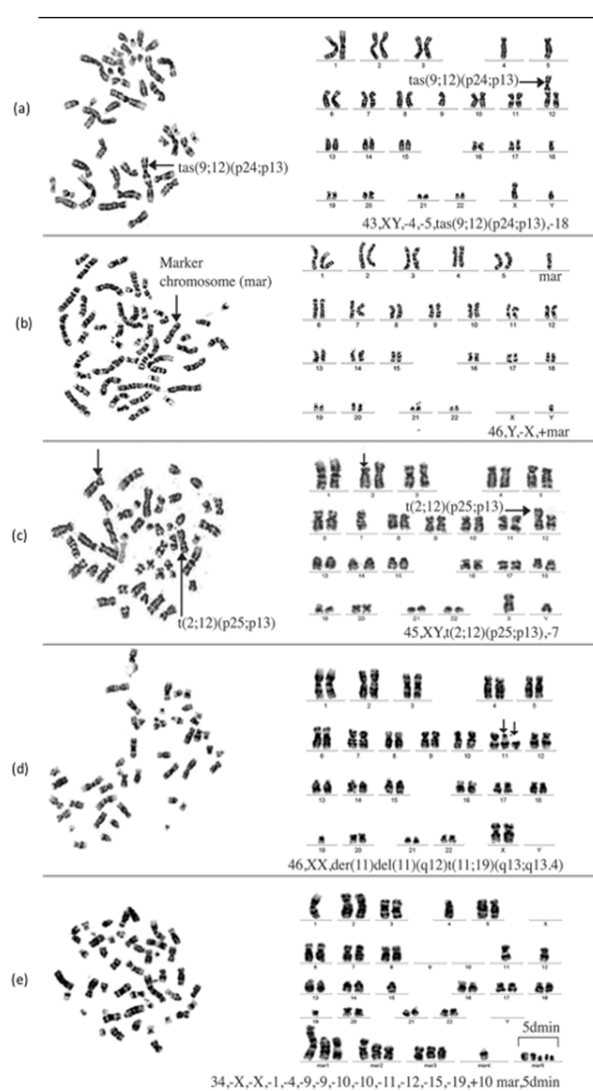 (a)
tas(9;12)(p24;p13)
1 2 3 4 5
tas(9;12)(p24;p13)
6 7 8 9 10 11 12
13 14 15 16 17 18
19 20 21 22 X Y
43,XY,-4,-5,tas(9;12)(p24;p13),-18
(b)
Marker
chromosome (mar)
1 2 3 4 5 mar
6 7 8 9 10 11 12
13 14 15 16 17 18
19 20 21 22 X Y
46,Y,-X,+mar
(c)
t(2;12)(p25;p13)
1 2 3 4 5
t(2;12)(p25;p13)
6 7 8 9 10 11 12
13 14 15 16 17 18
19 20 21 22 X Y
45,XY,t(2;12)(p25;p13),-7
(d)
1 2 3 4 5
6 7 8 9 10 11 12
13 14 15 16 17 18
19 20 21 22 X Y
46,XX,der(11)del(11)(q12)t(11;19)(q13;q13.4)
(e)
1 2 3 4 5 X
6 7 8 9 10 11 12
13 14 15 16 17 18
19 20 21 22 Y
5dmin
mar1 mar2 mar3 mar4
34,-X,-X,-1,-4,-9,-9,-10,-10,-11,-12,-15,-19,+10 mar,5dmin